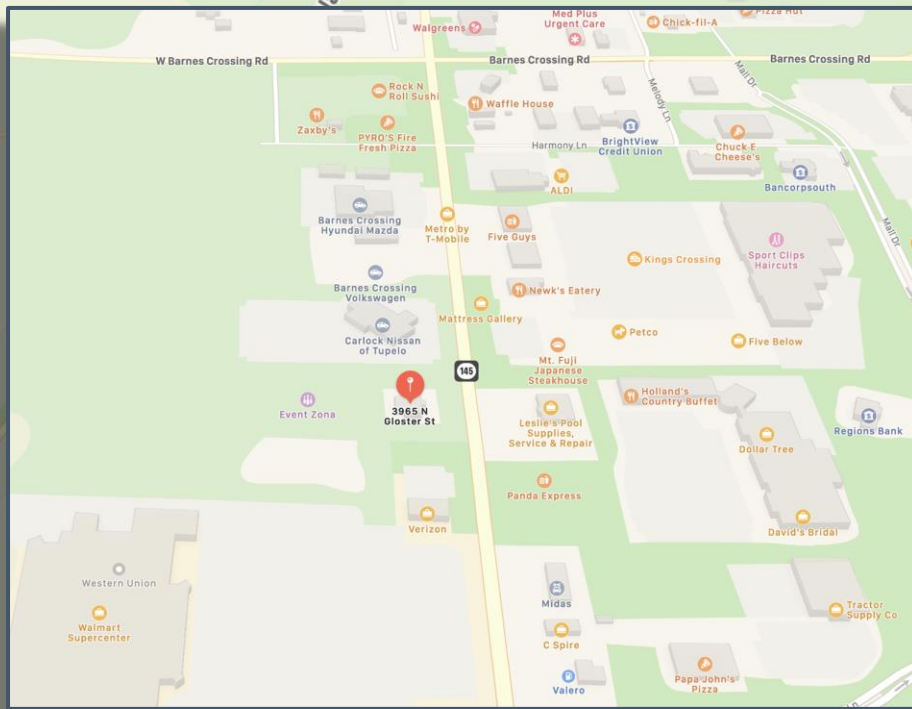 Med Plus
Urgent Care
Chick-fil-A
Pizza Hut
Walgreens
W Barnes Crossing Rd
Barnes Crossing Rd
Barnes Crossing Rd
Mall Dr
Melody Ln
Rock N
Roll Sushi
Waffle House
Zaxby's
PYRO'S Fire
Fresh Pizza
BrightView
Credit Union
Chuck E
Cheese's
Harmony Ln
ALDI
Bancorpsouth
Barnes Crossing
Hyundai Mazda
Metro by
T-Mobile
Five Guys
Mall Dr
Sport Clips
Haircuts
Kings Crossing
Barnes Crossing
Volkswagen
Newk's Eatery
Mattress Gallery
Carlock Nissan
of Tupelo
Petco
Five Below
Mt. Fuji
Japanese
Steakhouse
145
Event Zona
3965 N
Gloster St
Holland's
Country Buffet
Leslie's Pool
Supplies,
Service & Repair
Regions Bank
Dollar Tree
Panda Express
Verizon
David's Bridal
Western Union
Midas
Walmart
Supercenter
Tractor
Supply Co
C Spire
Papa John's
Pizza
Valero
Ln